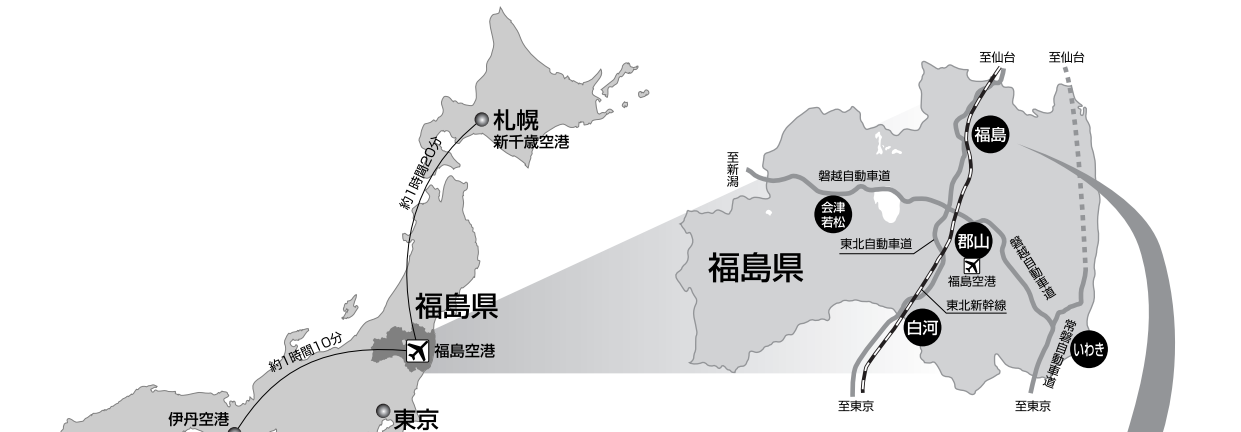 札幌
新千歳空港
約1時間20分
福島県
福島空港
約1時間10分
伊丹空港
東京
至仙台
至仙台
福島
至新潟
磐越自動車道
会津
若松
東北自動車道
郡山
福島空港
磐越自動車道
福島県
東北新幹線
白河
常磐自動車道
いわき
至東京
至東京